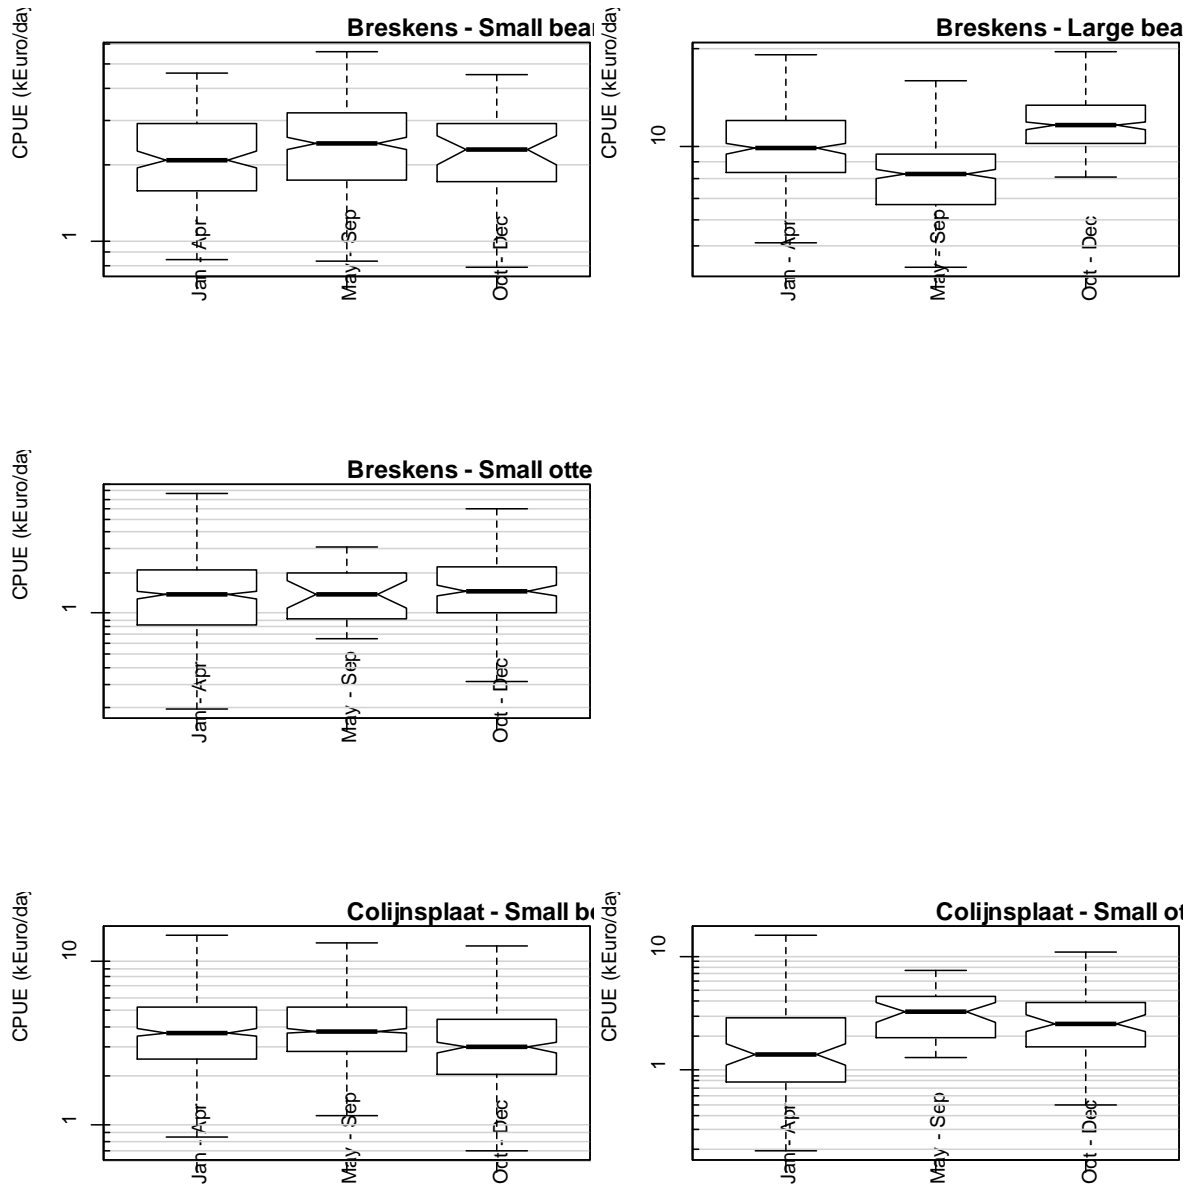 Breskens - Small bear
CPUE (kEuro/day
1
Jan - Apr
May - Sep
Oct - Dec
Breskens - Large bea
CPUE (kEuro/day
10
Jan - Apr
May - Sep
Oct - Dec
Breskens - Small otte
CPUE (kEuro/day
1
Jan - Apr
May - Sep
Oct - Dec
Colijnsplaat - Small be
CPUE (kEuro/day
10
1
Jan - Apr
May - Sep
Oct - Dec
Colijnsplaat - Small ot
CPUE (kEuro/day
10
1
Jan - Apr
May - Sep
Oct - Dec